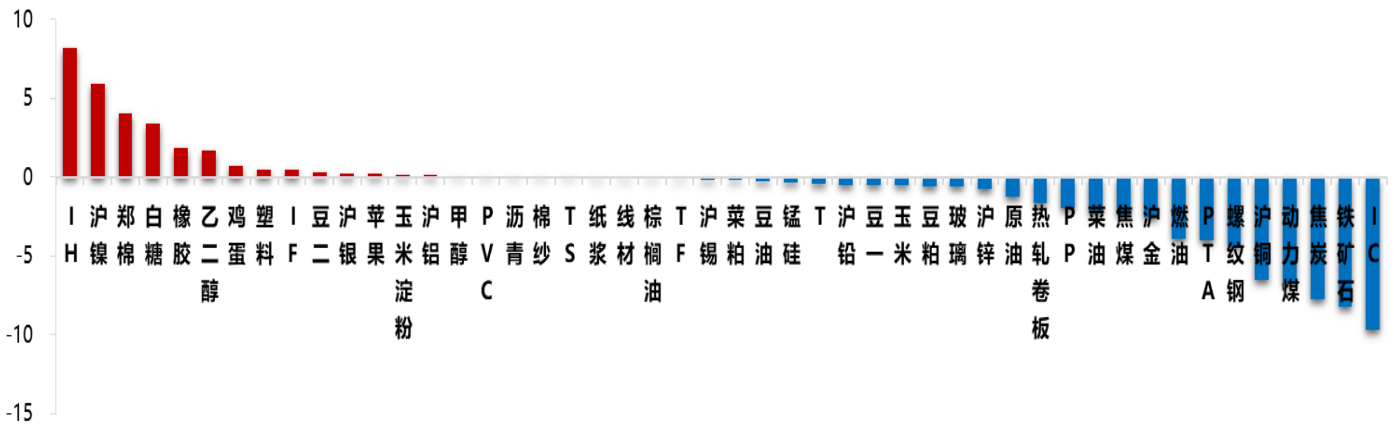 10
5
0
-5
-10
-15
IH
沪镍
郑棉
白糖
橡胶
乙二醇
鸡蛋
塑料
IF
豆二
沪银
苹果
玉米淀粉
沪铝
甲醇
PVC
沥青
棉纱
TS
纸浆
线材
棕榈油
TF
沪锡
菜粕
豆油
锰硅
T
沪铅
豆一
玉米
豆粕
玻璃
沪锌
原油
热轧卷板
PP
菜油
焦煤
沪金
燃油
PTA
螺纹钢
沪铜
动力煤
焦炭
铁矿石
IC